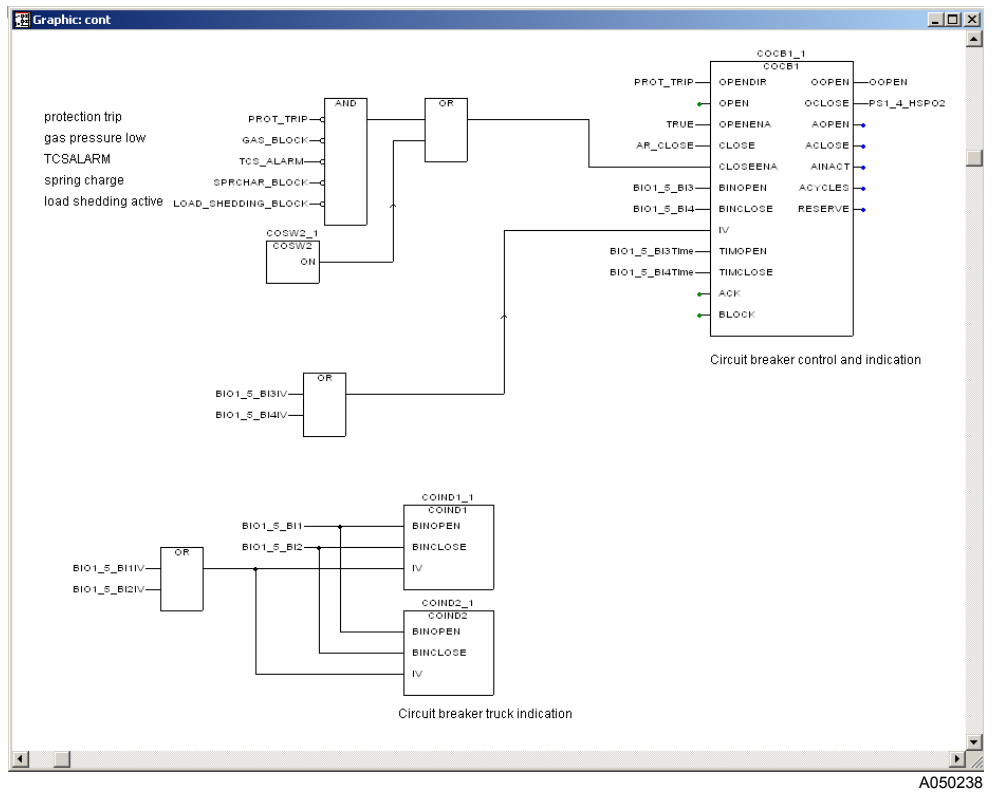 Graphic: cont
COCB1_1
COCB1
PROT_TRIP OPENDIR OOPEN OOPEN
OPEN OCLOSE PS1_4_HSPO2
TRUE OPENENA AOPEN
AR_CLOSE CLOSE ACLOSE
CLOSEENA AINACT
BIO1_5_BI3 BINOPEN ACYCLES
BIO1_5_BI4 BINCLOSE RESERVE
IV
BIO1_5_BI3Time TIMOPEN
BIO1_5_BI4Time TIMCLOSE
ACK
BLOCK
Circuit breaker control and indication
AND
OR
protection trip PROT_TRIP
gas pressure low GAS_BLOCK
TCSALARM TCS_ALARM
spring charge SPRCHAR_BLOCK
load shedding active LOAD_SHEDDING_BLOCK
COSW2_1
COSW2
ON
OR
BIO1_5_BI3IV
BIO1_5_BI4IV
COIND1_1
COIND1
BIO1_5_BI1 BINOPEN
BIO1_5_BI2 BINCLOSE
IV
OR
BIO1_5_BI1IV
BIO1_5_BI2IV
COIND2_1
COIND2
BINOPEN
BINCLOSE
IV
Circuit breaker truck indication
A050238